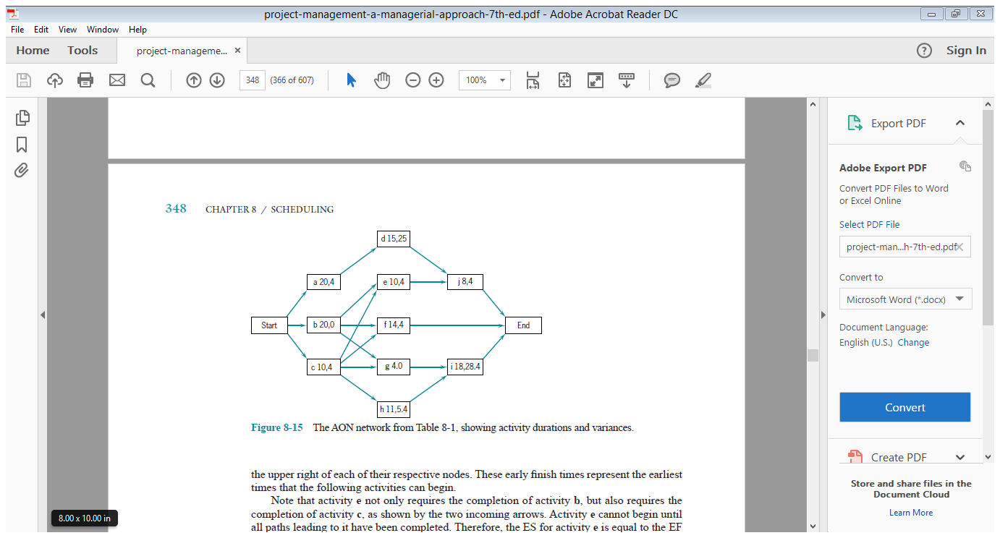 project-management-a-managerial-approach-7th-ed.pdf - Adobe Acrobat Reader DC
File Edit View Window Help
Home Tools project-manageme... × ? Sign In
348 (366 of 607) 100%
Export PDF
Adobe Export PDF
Convert PDF Files to Word
or Excel Online
Select PDF File
project-man...h-7th-ed.pdf
Convert to
Microsoft Word (*.docx)
Document Language:
English (U.S.) Change
Convert
Create PDF
Store and share files in the
Document Cloud
Learn More
348 CHAPTER 8 / SCHEDULING
d 15,25
a 20,4 e 10,4 j 8,4
Start b 20,0 f 14,4 End
c 10,4 g 4.0 i 18,28.4
h 11,5.4
Figure 8-15 The AON network from Table 8-1, showing activity durations and variances.
the upper right of each of their respective nodes. These early finish times represent the earliest
times that the following activities can begin.
Note that activity e not only requires the completion of activity b, but also requires the
completion of activity c, as shown by the two incoming arrows. Activity e cannot begin until
all paths leading to it have been completed. Therefore, the ES for activity e is equal to the EF
8.00 x 10.00 in